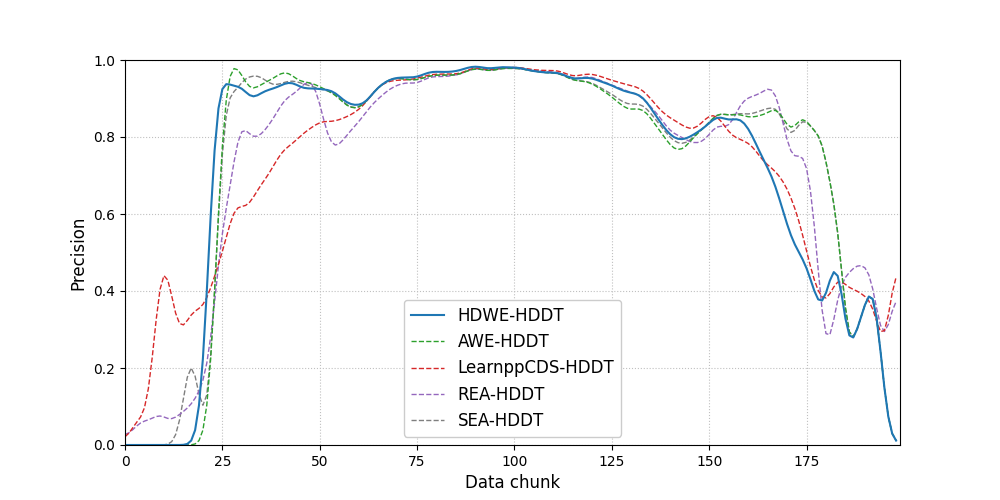 1.0
0.8
0.6
0.4
0.2
0.0
Precision
HDWE-HDDT
AWE-HDDT
LearnppCDS-HDDT
REA-HDDT
SEA-HDDT
0 25 50 75 100 125 150 175
Data chunk